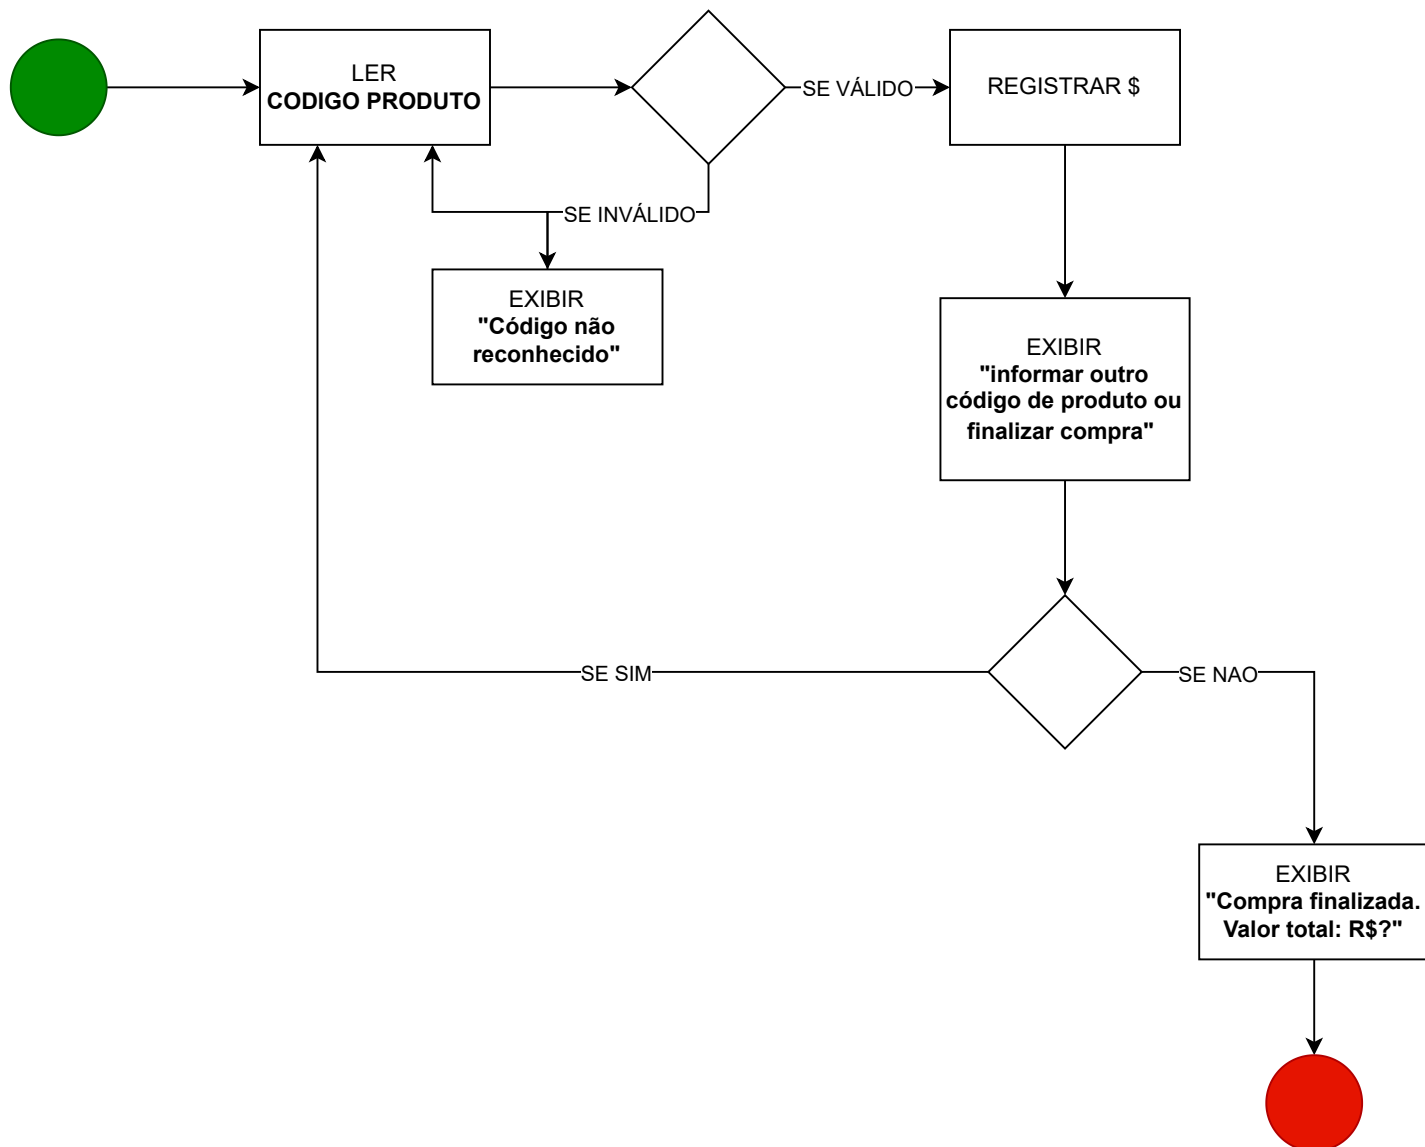 LER
CODIGO PRODUTO
SE VÁLIDO
REGISTRAR $
SE INVÁLIDO
EXIBIR
"Código não
reconhecido"
EXIBIR
"informar outro
código de produto ou
finalizar compra"
SE SIM
SE NAO
EXIBIR
"Compra finalizada.
Valor total: R$?"